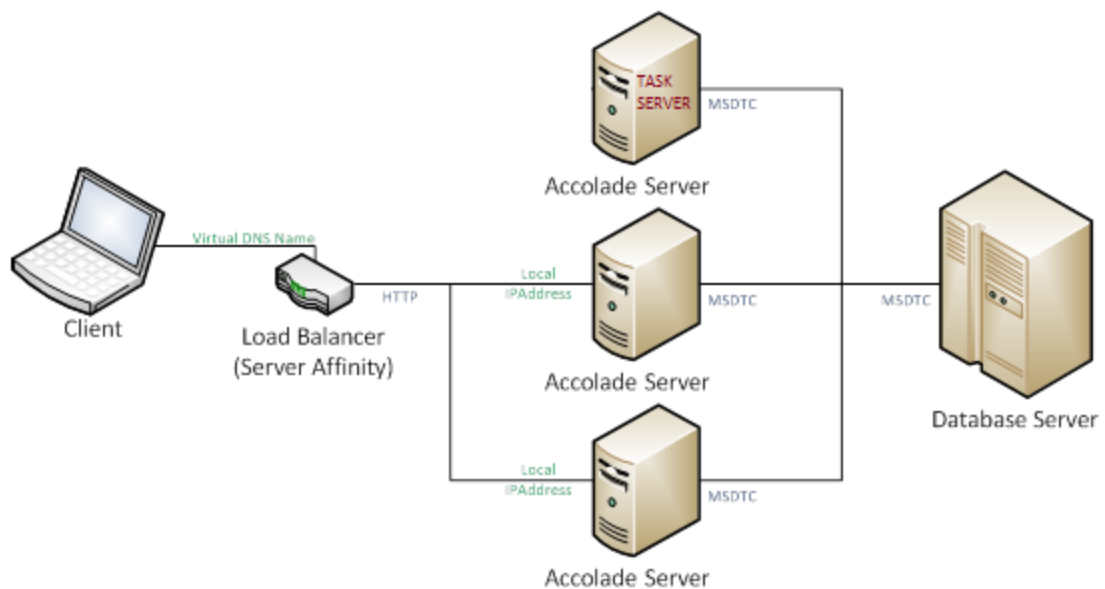 TASK
SERVER
MSDTC
Accolade Server
Virtual DNS Name
Client
Load Balancer
(Server Affinity)
HTTP
Local
IPAddress
MSDTC
Accolade Server
MSDTC
Database Server
Local
IPAddress
MSDTC
Accolade Server